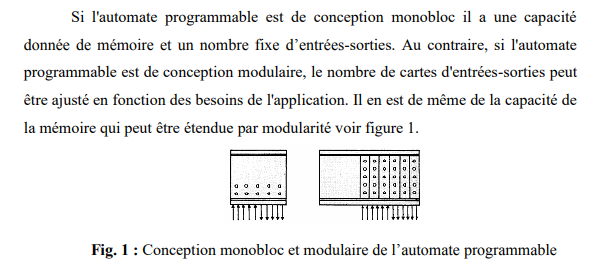 Si l'automate programmable est de conception monobloc il a une capacité
donnée de mémoire et un nombre fixe d’entrées-sorties. Au contraire, si l'automate
programmable est de conception modulaire, le nombre de cartes d'entrées-sorties peut
être ajusté en fonction des besoins de l'application. Il en est de même de la capacité de
la mémoire qui peut être étendue par modularité voir figure 1.
Fig. 1 : Conception monobloc et modulaire de l’automate programmable